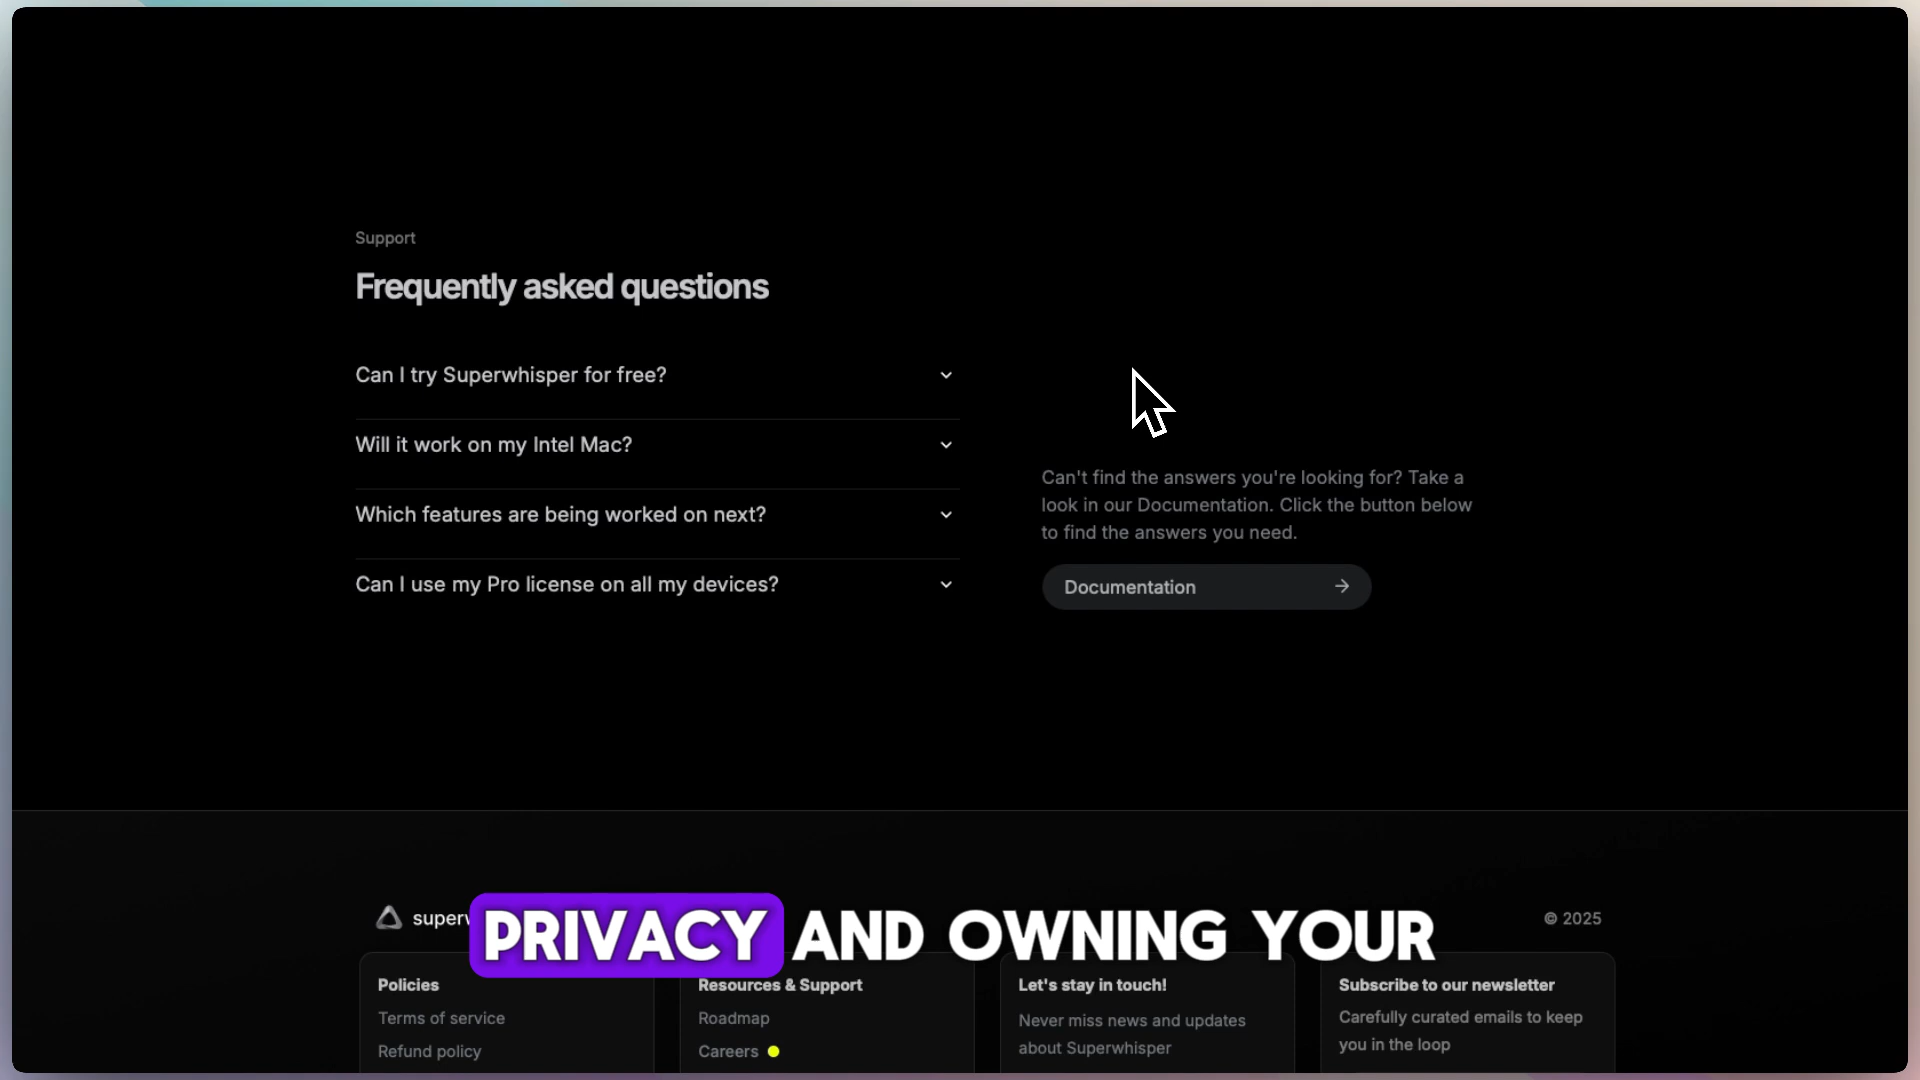 Support
Frequently asked questions
Can I try Superwhisper for free?
Will it work on my Intel Mac?
Which features are being worked on next?
Can I use my Pro license on all my devices?
Can't find the answers you're looking for? Take a
look in our Documentation. Click the button below
to find the answers you need.
Documentation
PRIVACY AND OWNING YOUR
© 2025
Policies
Terms of service
Refund policy
Resources & Support
Roadmap
Careers
Let's stay in touch!
Never miss news and updates
about Superwhisper
Subscribe to our newsletter
Carefully curated emails to keep
you in the loop